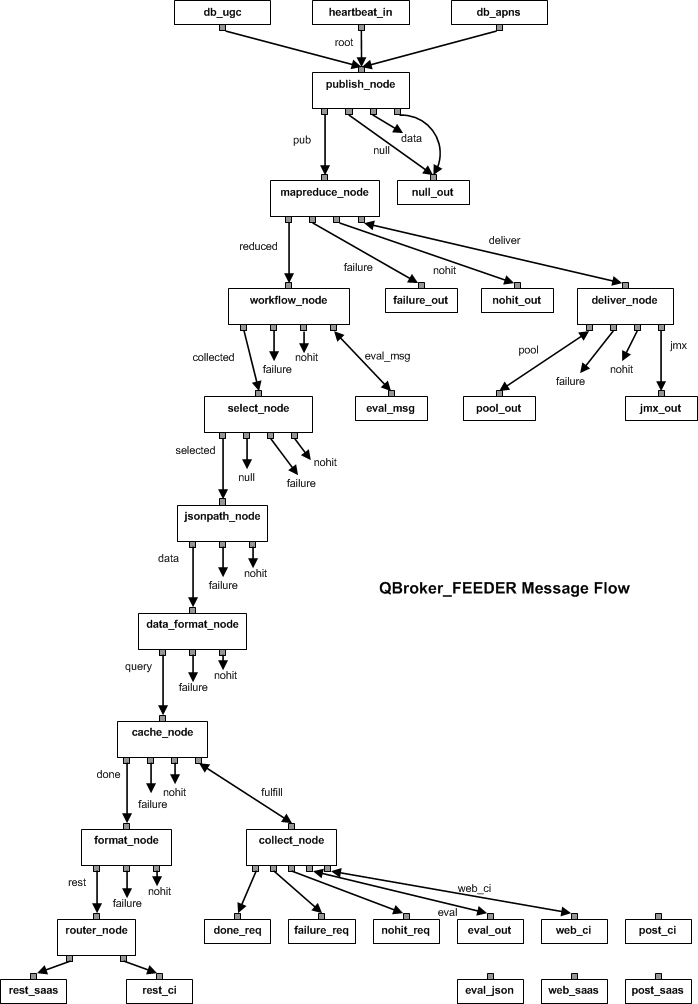 db_ugc
heartbeat_in
db_apns
root
publish_node
pub
null
data
mapreduce_node
null_out
reduced
failure
nohit
deliver
workflow_node
failure_out
nohit_out
deliver_node
collected
failure
nohit
eval_msg
pool
failure
nohit
jmx
select_node
eval_msg
pool_out
jmx_out
selected
null
failure
nohit
jsonpath_node
data
failure
nohit
QBroker_FEEDER Message Flow
data_format_node
query
failure
nohit
cache_node
done
failure
nohit
fulfill
format_node
collect_node
rest
failure
nohit
eval
web_ci
router_node
done_req
failure_req
nohit_req
eval_out
web_ci
post_ci
rest_saas
rest_ci
eval_json
web_saas
post_saas